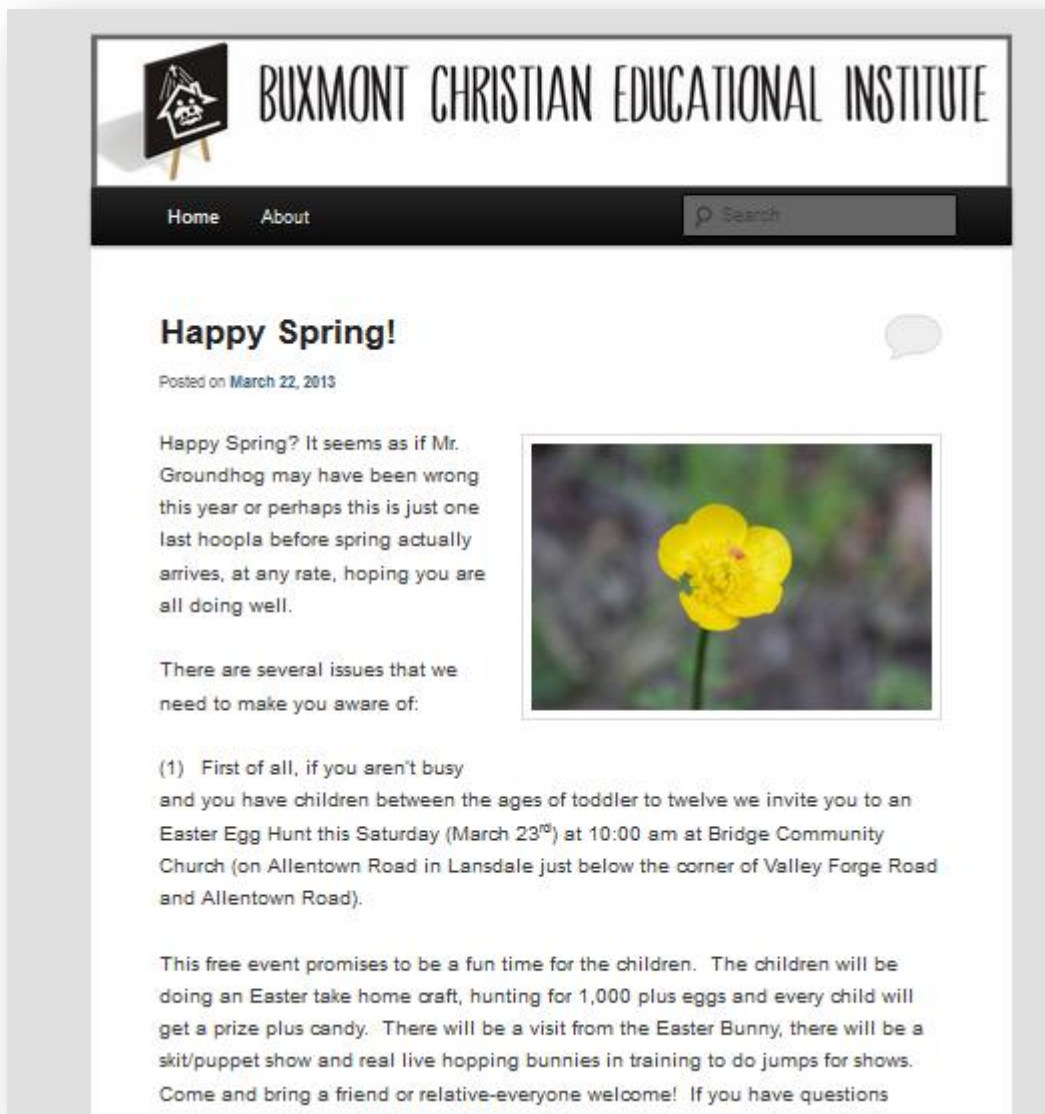 BUXMONT CHRISTIAN EDUCATIONAL INSTITUTE
Home About Search
Happy Spring!
Posted on March 22, 2013
Happy Spring? It seems as if Mr.
Groundhog may have been wrong
this year or perhaps this is just one
last hoopla before spring actually
arrives, at any rate, hoping you are
all doing well.
There are several issues that we
need to make you aware of:
(1) First of all, if you aren't busy
and you have children between the ages of toddler to twelve we invite you to an
Easter Egg Hunt this Saturday (March 23rd) at 10:00 am at Bridge Community
Church (on Allentown Road in Lansdale just below the corner of Valley Forge Road
and Allentown Road).
This free event promises to be a fun time for the children. The children will be
doing an Easter take home craft, hunting for 1,000 plus eggs and every child will
get a prize plus candy. There will be a visit from the Easter Bunny, there will be a
skit/puppet show and real live hopping bunnies in training to do jumps for shows.
Come and bring a friend or relative-everyone welcome! If you have questions